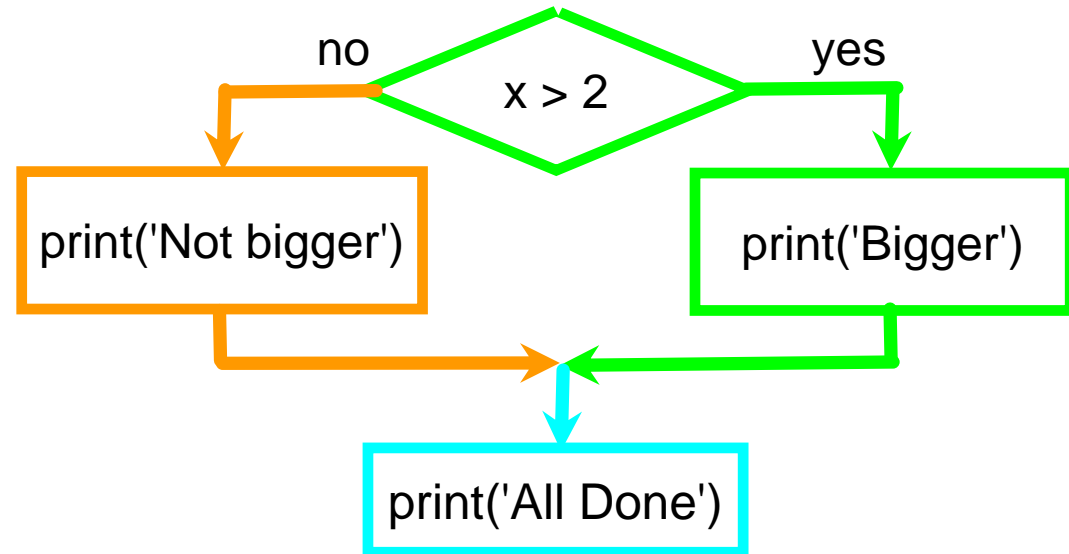 no
yes
x > 2
print('Not bigger')
print('Bigger')
print('All Done')